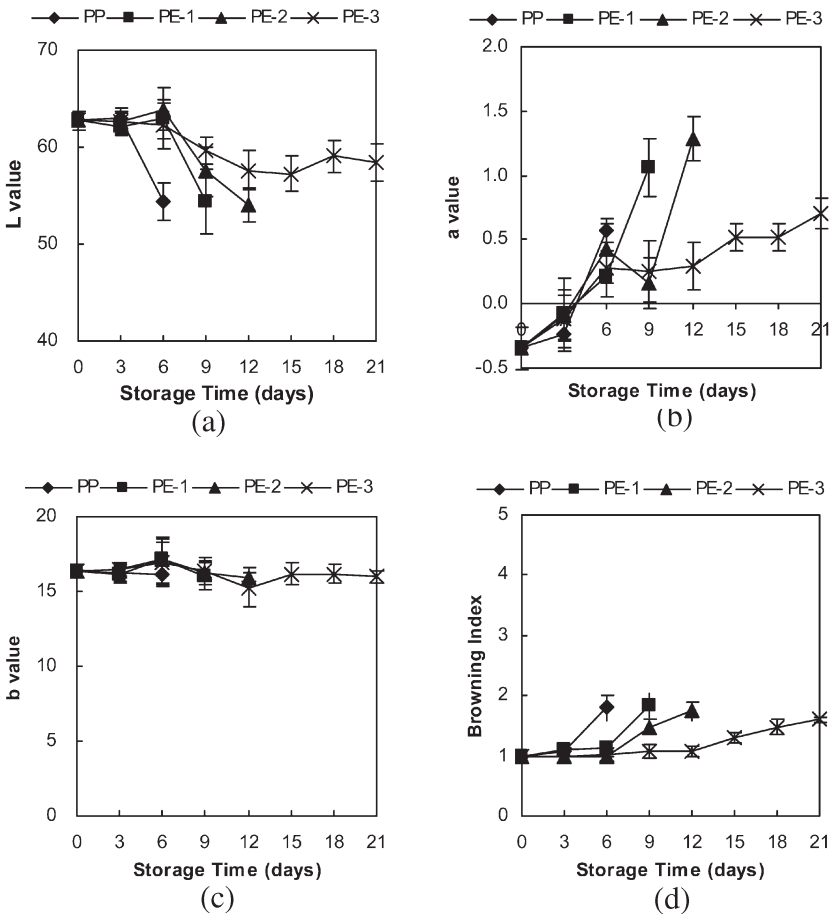 PP PE-1 PE-2 PE-3
70
60
50
40
L value
0 3 6 9 12 15 18 21
Storage Time (days)
(a)
PP PE-1 PE-2 PE-3
2.0
1.5
1.0
0.5
0.0
-0.5
a value
0 3 6 9 12 15 18 21
Storage Time (days)
(b)
PP PE-1 PE-2 PE-3
20
15
10
5
0
b value
0 3 6 9 12 15 18 21
Storage Time (days)
(c)
PP PE-1 PE-2 PE-3
5
4
3
2
1
0
Browning Index
0 3 6 9 12 15 18 21
Storage Time (days)
(d)